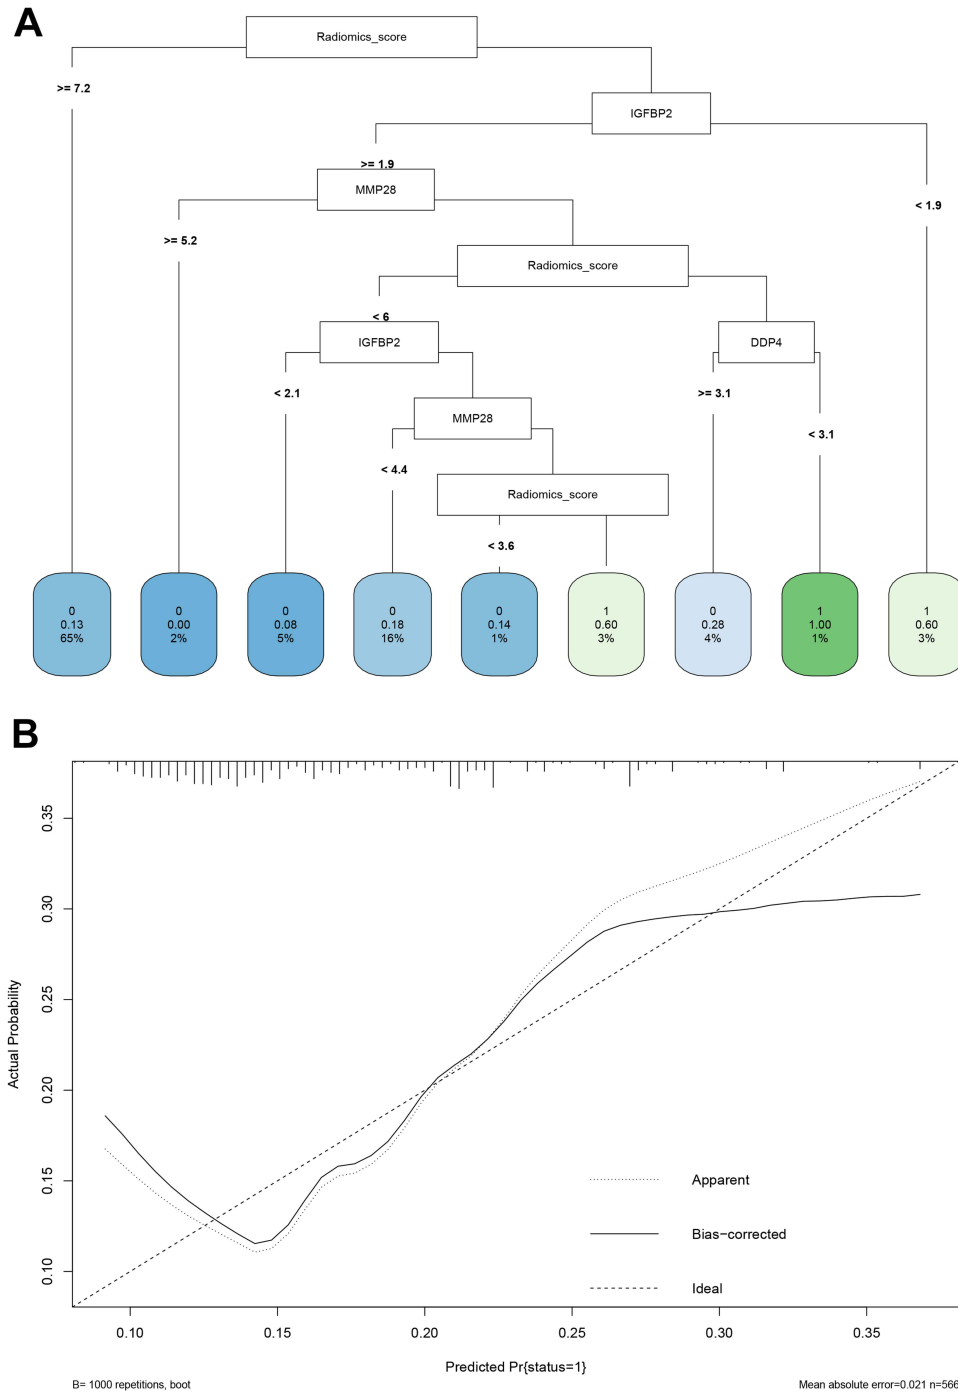 A
Radiomics_score
>= 7.2
IGFBP2
>= 1.9
MMP28
< 1.9
>= 5.2
Radiomics_score
< 6
IGFBP2
DDP4
< 2.1
>= 3.1
MMP28
< 3.1
< 4.4
Radiomics_score
< 3.6
0
0.13
65%
0
0.00
2%
0
0.08
5%
0
0.18
16%
0
0.14
1%
1
0.60
3%
0
0.28
4%
1
1.00
1%
1
0.60
3%
B
0.35
0.30
0.25
0.20
0.15
0.10
Actual Probability
Apparent
Bias-corrected
Ideal
0.10 0.15 0.20 0.25 0.30 0.35
Predicted Pr{status=1}
B= 1000 repetitions, boot
Mean absolute error=0.021 n=566